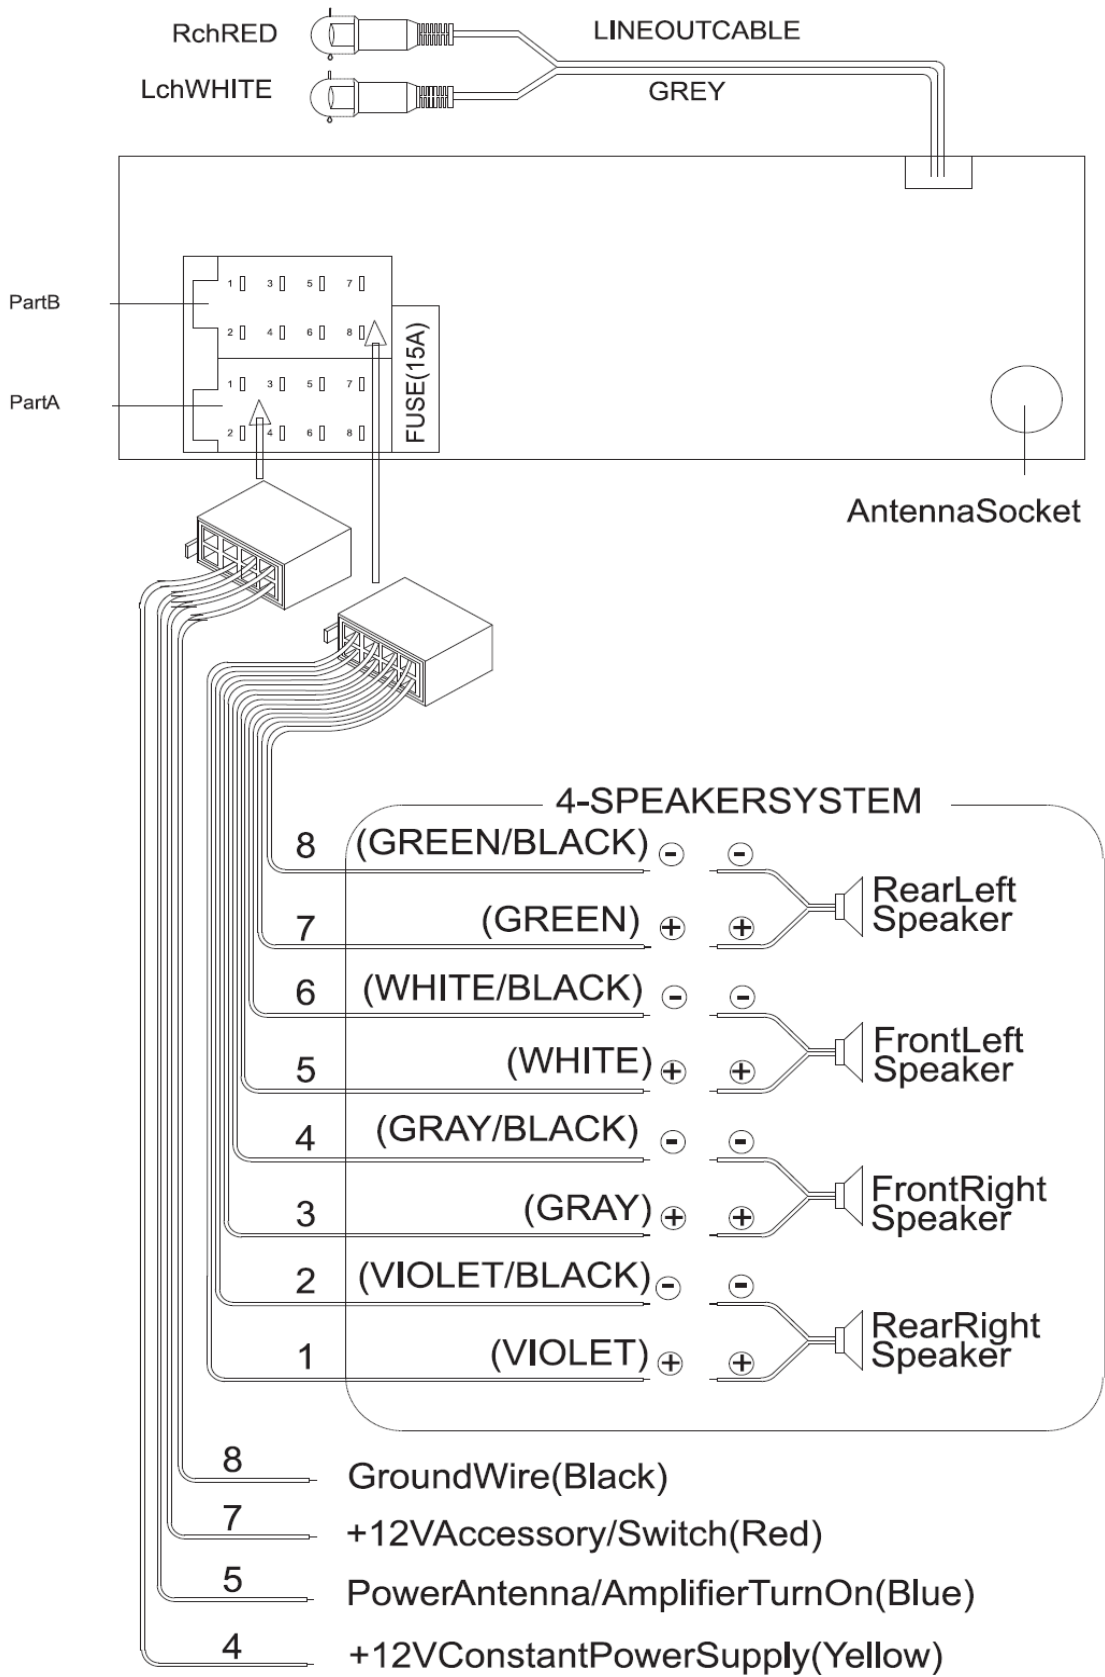 RchRED
LINEOUTCABLE
LchWHITE
GREY
PartB
1 3 5 7
2 4 6 8
PartA
1 3 5 7
2 4 6 8
FUSE(15A)
AntennaSocket
4-SPEAKERSYSTEM
8 (GREEN/BLACK) - -
RearLeft
Speaker
7 (GREEN) + +
6 (WHITE/BLACK) - -
FrontLeft
Speaker
5 (WHITE) + +
4 (GRAY/BLACK) - -
FrontRight
Speaker
3 (GRAY) + +
2 (VIOLET/BLACK) - -
RearRight
Speaker
1 (VIOLET) + +
8 GroundWire(Black)
7 +12VAccessory/Switch(Red)
5 PowerAntenna/AmplifierTurnOn(Blue)
4 +12VConstantPowerSupply(Yellow)